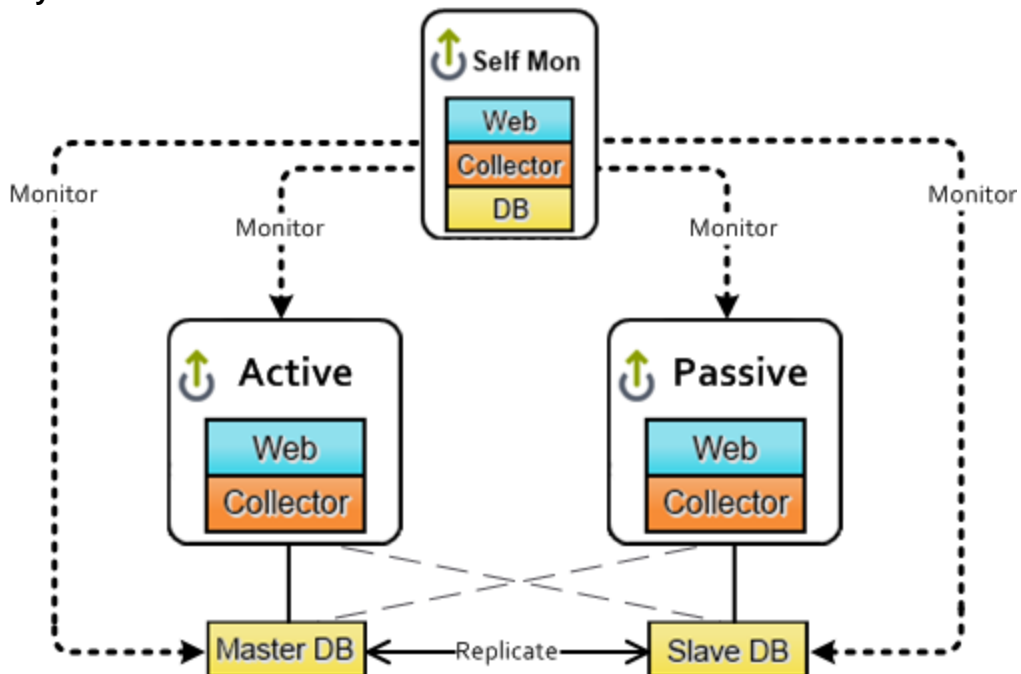 Self Mon
Web
Collector
DB
Monitor
Monitor
Monitor
Monitor
Active
Passive
Web
Web
Collector
Collector
Master DB
Replicate
Slave DB